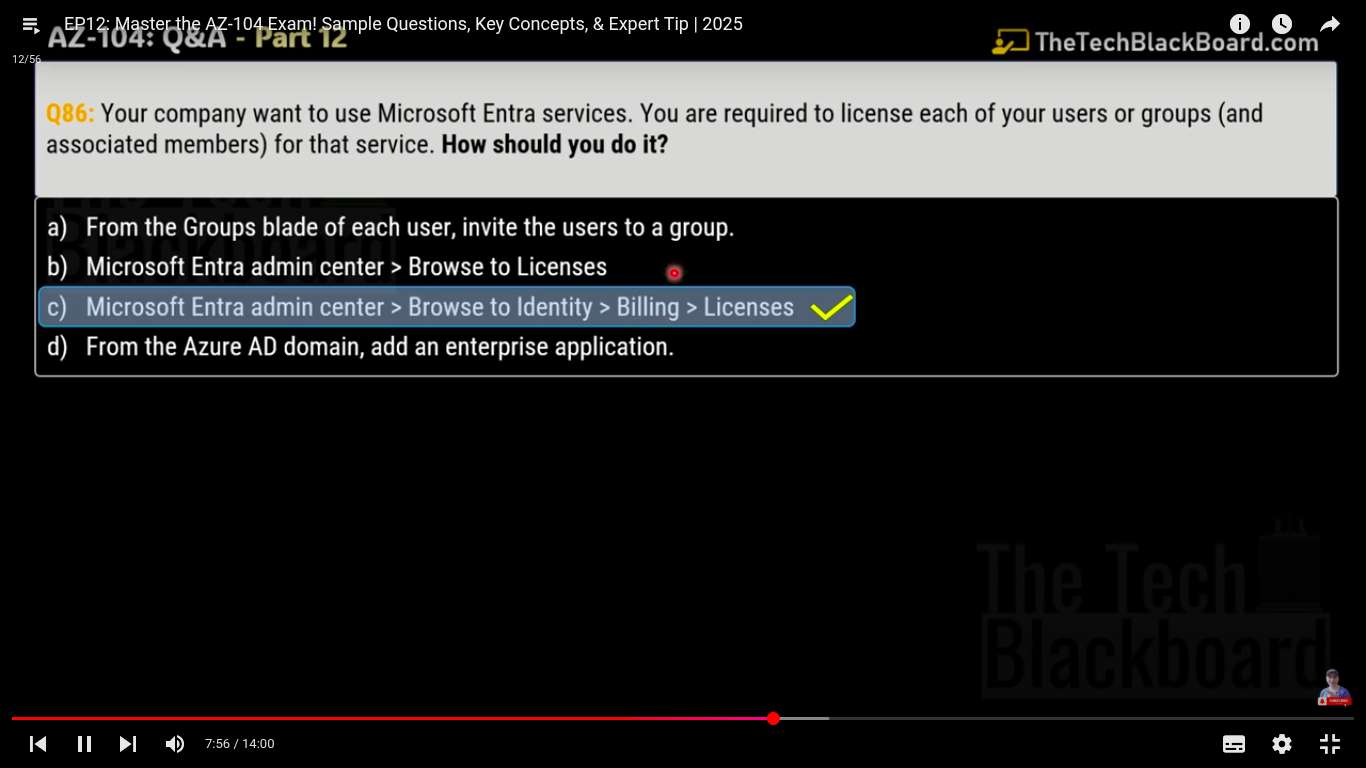 EP12: Master the AZ-104 Exam! Sample Questions, Key Concepts, & Expert Tip | 2025
AZ-104: Q&A - Part 12
TheTechBlackBoard.com
12/56
Q86: Your company want to use Microsoft Entra services. You are required to license each of your users or groups (and
associated members) for that service. How should you do it?
a) From the Groups blade of each user, invite the users to a group.
b) Microsoft Entra admin center > Browse to Licenses
c) Microsoft Entra admin center > Browse to Identity > Billing > Licenses
d) From the Azure AD domain, add an enterprise application.
The Tech
Blackboard
7:56 / 14:00